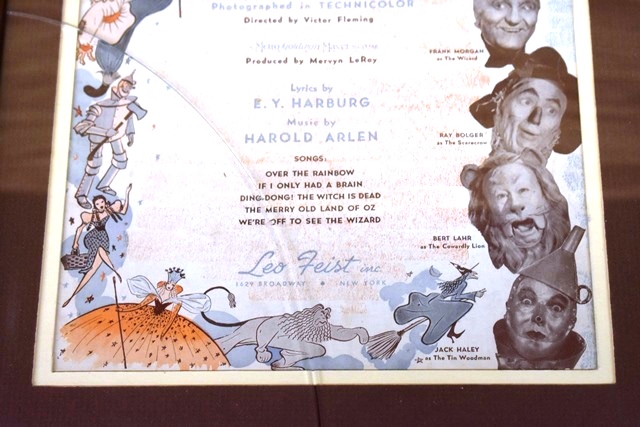 Photographed in TECHNICOLOR
Directed by Victor Fleming
Produced by Mervyn LeRoy
Lyrics by
E. Y. HARBURG
Music by
HAROLD ARLEN
SONGS:
OVER THE RAINBOW
IF I ONLY HAD A BRAIN
DING-DONG! THE WITCH IS DEAD
THE MERRY OLD LAND OF OZ
WE'RE OFF TO SEE THE WIZARD
Leo Feist inc.
1629 BROADWAY • NEW YORK
FRANK MORGAN
as The Wizard
RAY BOLGER
as The Scarecrow
BERT LAHR
as The Cowardly Lion
JACK HALEY
as The Tin Woodman